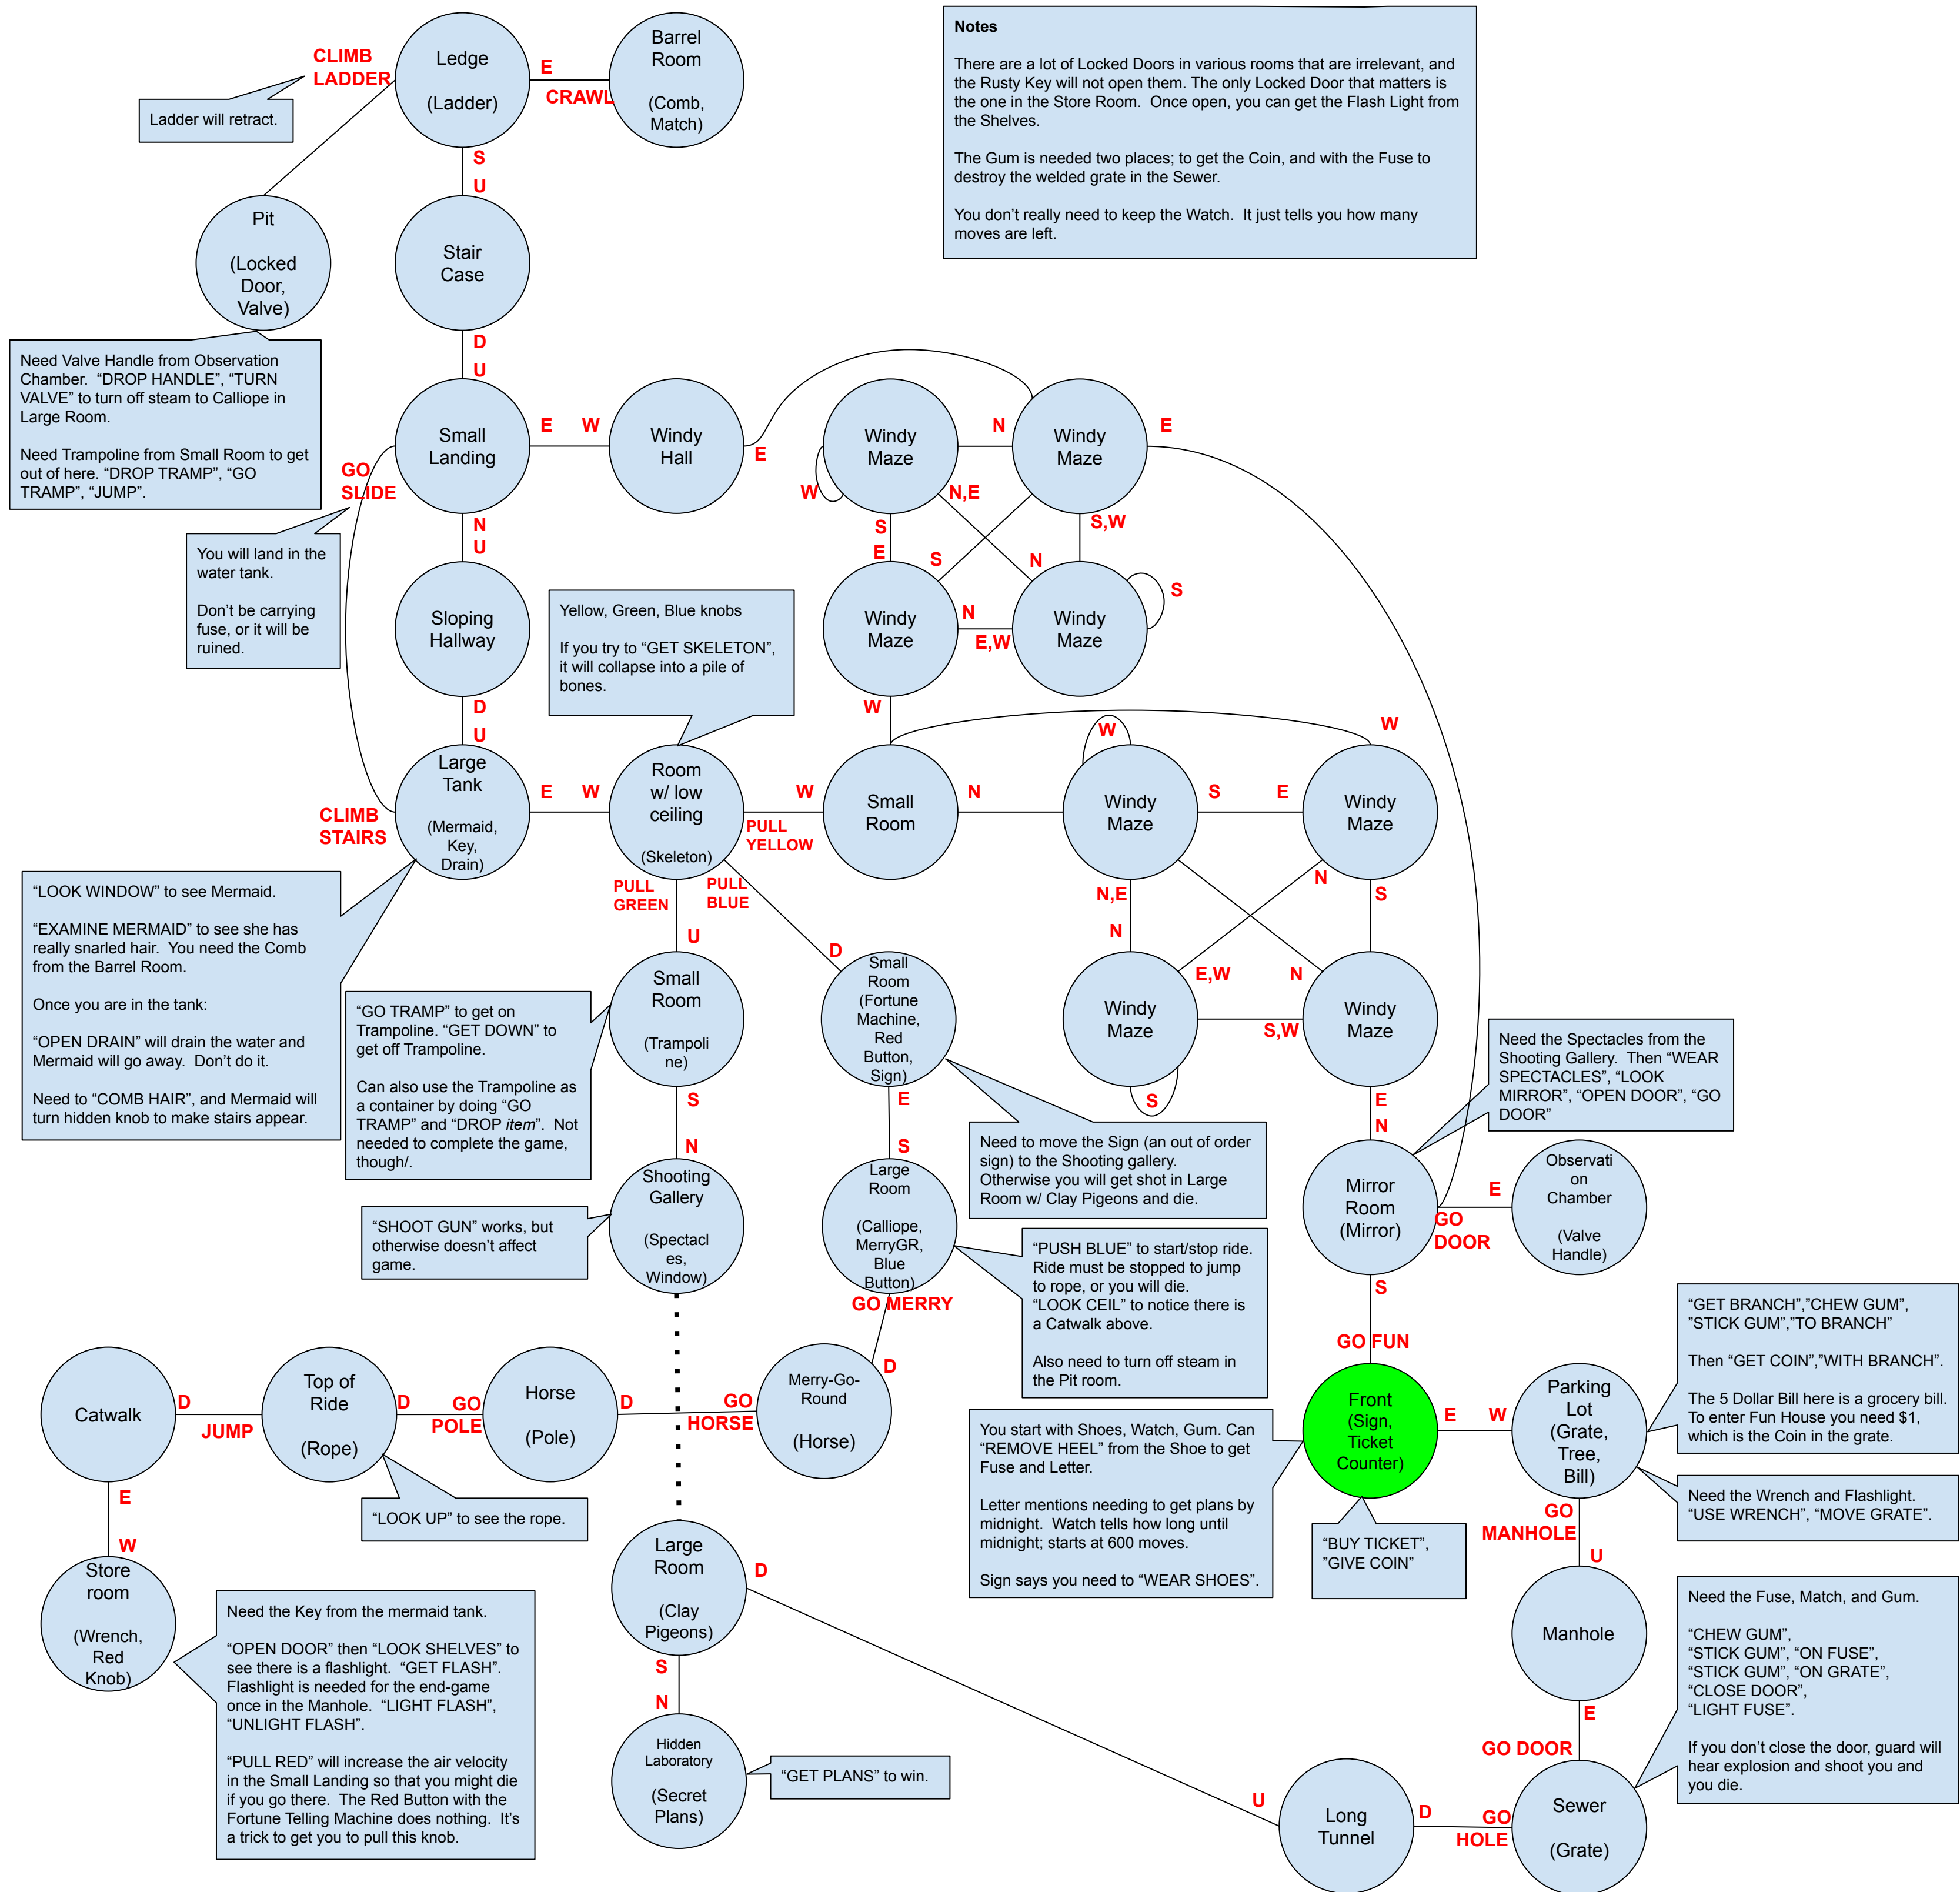 Notes
There are a lot of Locked Doors in various rooms that are irrelevant, and
the Rusty Key will not open them. The only Locked Door that matters is
the one in the Store Room.  Once open, you can get the Flash Light from
the Shelves.
The Gum is needed two places; to get the Coin, and with the Fuse to
destroy the welded grate in the Sewer.
You don’t really need to keep the Watch.  It just tells you how many
moves are left.
CLIMB
LADDER
Ledge
(Ladder)
E
CRAWL
Barrel
Room
(Comb,
Match)
Ladder will retract.
S
U
Pit
(Locked
Door,
Valve)
Stair
Case
D
U
Need Valve Handle from Observation
Chamber.  “DROP HANDLE”, “TURN
VALVE” to turn off steam to Calliope in
Large Room.
Need Trampoline from Small Room to get
out of here. “DROP TRAMP”, “GO
TRAMP”, “JUMP”.
Small
Landing
E
W
Windy
Hall
E
Windy
Maze
N
Windy
Maze
E
GO
SLIDE
W
N,E
S,W
N
U
S
E
S
N
You will land in the
water tank.
Don’t be carrying
fuse, or it will be
ruined.
Sloping
Hallway
Yellow, Green, Blue knobs
If you try to “GET SKELETON”,
it will collapse into a pile of
bones.
Windy
Maze
N
E,W
Windy
Maze
S
D
U
W
W
W
Large
Tank
(Mermaid,
Key,
Drain)
CLIMB
STAIRS
E
W
Room
w/ low
ceiling
(Skeleton)
PULL
YELLOW
W
Small
Room
N
Windy
Maze
S
E
Windy
Maze
PULL
GREEN
PULL
BLUE
N,E
N
N
S
“LOOK WINDOW” to see Mermaid.
“EXAMINE MERMAID” to see she has
really snarled hair.  You need the Comb
from the Barrel Room.
Once you are in the tank:
“OPEN DRAIN” will drain the water and
Mermaid will go away.  Don’t do it.
Need to “COMB HAIR”, and Mermaid will
turn hidden knob to make stairs appear.
U
D
“GO TRAMP” to get on
Trampoline. “GET DOWN” to
get off Trampoline.
Can also use the Trampoline as
a container by doing “GO
TRAMP” and “DROP item”.  Not
needed to complete the game,
though/.
Small
Room
(Trampoli
ne)
Small
Room
(Fortune
Machine,
Red
Button,
Sign)
Windy
Maze
E,W
N
S,W
Windy
Maze
S
Need the Spectacles from the
Shooting Gallery.  Then “WEAR
SPECTACLES”, “LOOK
MIRROR”, “OPEN DOOR”, “GO
DOOR”
S
N
E
S
E
N
Need to move the Sign (an out of order
sign) to the Shooting gallery.
Otherwise you will get shot in Large
Room w/ Clay Pigeons and die.
“SHOOT GUN” works, but
otherwise doesn’t affect
game.
Shooting
Gallery
(Spectacl
es,
Window)
Large
Room
(Calliope,
MerryGR,
Blue
Button)
GO MERRY
D
“PUSH BLUE” to start/stop ride.
Ride must be stopped to jump
to rope, or you will die.
“LOOK CEIL” to notice there is
a Catwalk above.
Also need to turn off steam in
the Pit room.
Mirror
Room
(Mirror)
GO
DOOR
E
Observati
on
Chamber
(Valve
Handle)
S
GO FUN
“GET BRANCH”,”CHEW GUM”,
”STICK GUM”,”TO BRANCH”
Then “GET COIN”,”WITH BRANCH”.
The 5 Dollar Bill here is a grocery bill.
To enter Fun House you need $1,
which is the Coin in the grate.
Catwalk
D
JUMP
Top of
Ride
(Rope)
D
GO
POLE
Horse
(Pole)
D
GO
HORSE
Merry-Go-
Round
(Horse)
You start with Shoes, Watch, Gum. Can
“REMOVE HEEL” from the Shoe to get
Fuse and Letter.
Letter mentions needing to get plans by
midnight.  Watch tells how long until
midnight; starts at 600 moves.
Sign says you need to “WEAR SHOES”.
Front
(Sign,
Ticket
Counter)
E
W
Parking
Lot
(Grate,
Tree,
Bill)
Need the Wrench and Flashlight.
“USE WRENCH”, “MOVE GRATE”.
“LOOK UP” to see the rope.
“BUY TICKET”,
”GIVE COIN”
GO
MANHOLE
U
E
W
Store
room
(Wrench,
Red
Knob)
Need the Key from the mermaid tank.
“OPEN DOOR” then “LOOK SHELVES” to
see there is a flashlight.  “GET FLASH”.
Flashlight is needed for the end-game
once in the Manhole.  “LIGHT FLASH”,
“UNLIGHT FLASH”.
“PULL RED” will increase the air velocity
in the Small Landing so that you might die
if you go there.  The Red Button with the
Fortune Telling Machine does nothing.  It’s
a trick to get you to pull this knob.
Large
Room
(Clay
Pigeons)
D
S
N
Manhole
E
GO DOOR
Need the Fuse, Match, and Gum.
“CHEW GUM”,
“STICK GUM”, “ON FUSE”,
“STICK GUM”, “ON GRATE”,
“CLOSE DOOR”,
“LIGHT FUSE”.
If you don’t close the door, guard will
hear explosion and shoot you and
you die.
Hidden
Laboratory
(Secret
Plans)
“GET PLANS” to win.
U
Long
Tunnel
D
GO
HOLE
Sewer
(Grate)